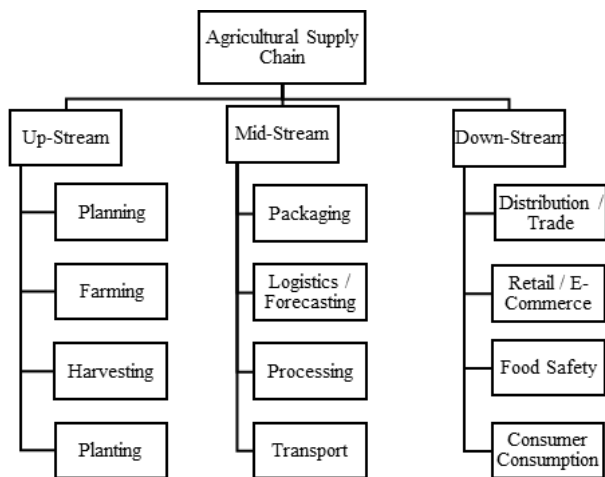 Agricultural Supply
Chain
Up-Stream
Mid-Stream
Down-Stream
Planning
Farming
Harvesting
Planting
Packaging
Logistics /
Forecasting
Processing
Transport
Distribution /
Trade
Retail / E-
Commerce
Food Safety
Consumer
Consumption